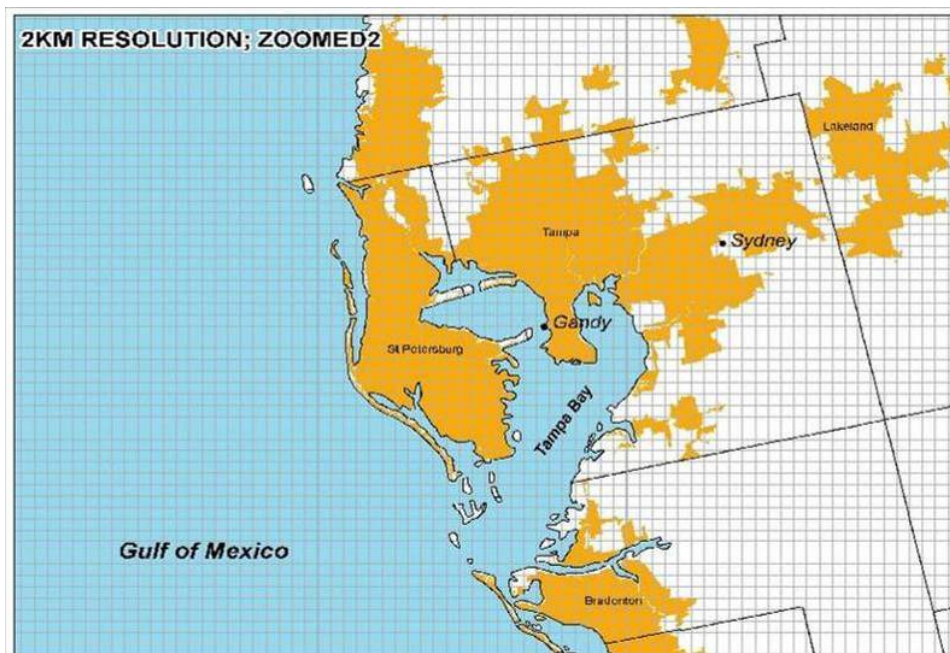 2KM RESOLUTION; ZOOMED2
Lakeland
Tampa
Sydney
Gandy
St Petersburg
Tampa Bay
Gulf of Mexico
Bradenton